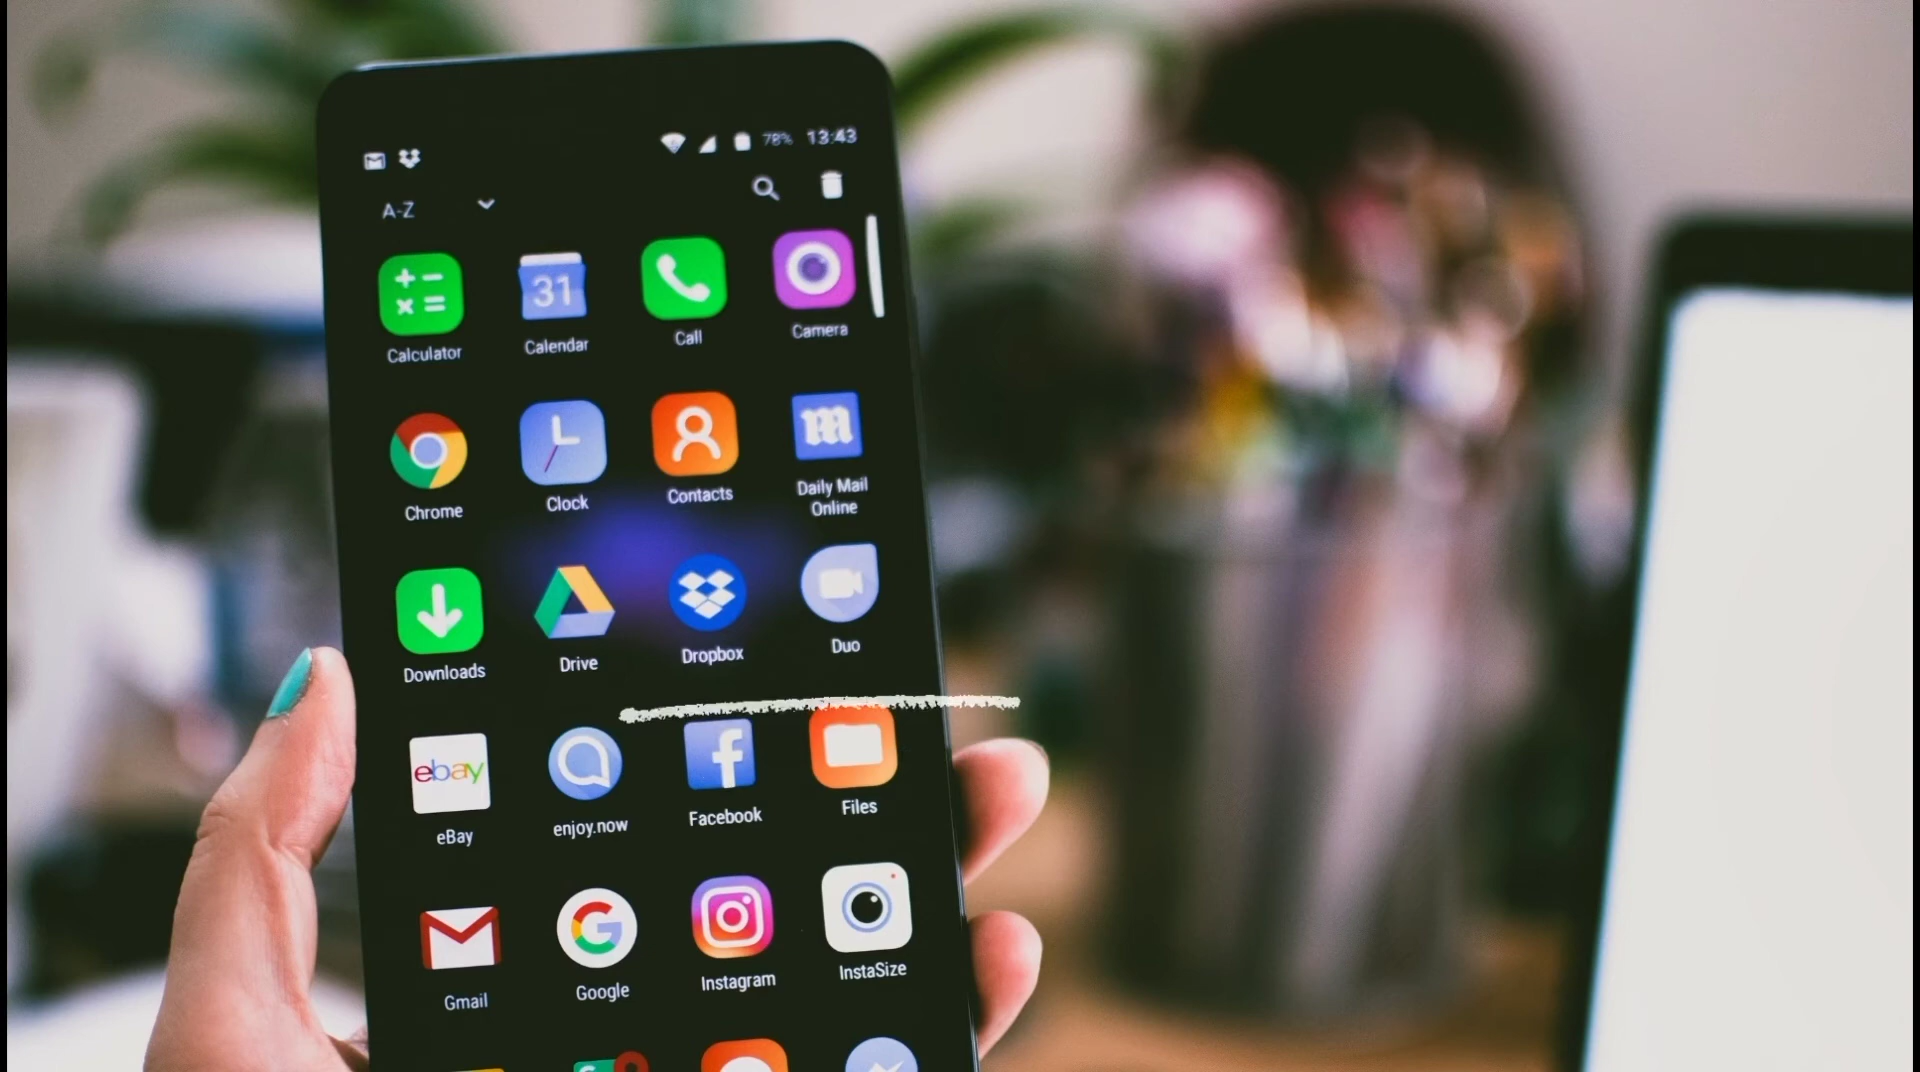 78% 13:43
A-Z
31
Calculator Calendar Call Camera
Chrome Clock Contacts Daily Mail Online
Downloads Drive Dropbox Duo
ebay
eBay enjoy.now Facebook Files
Gmail Google Instagram InstaSize